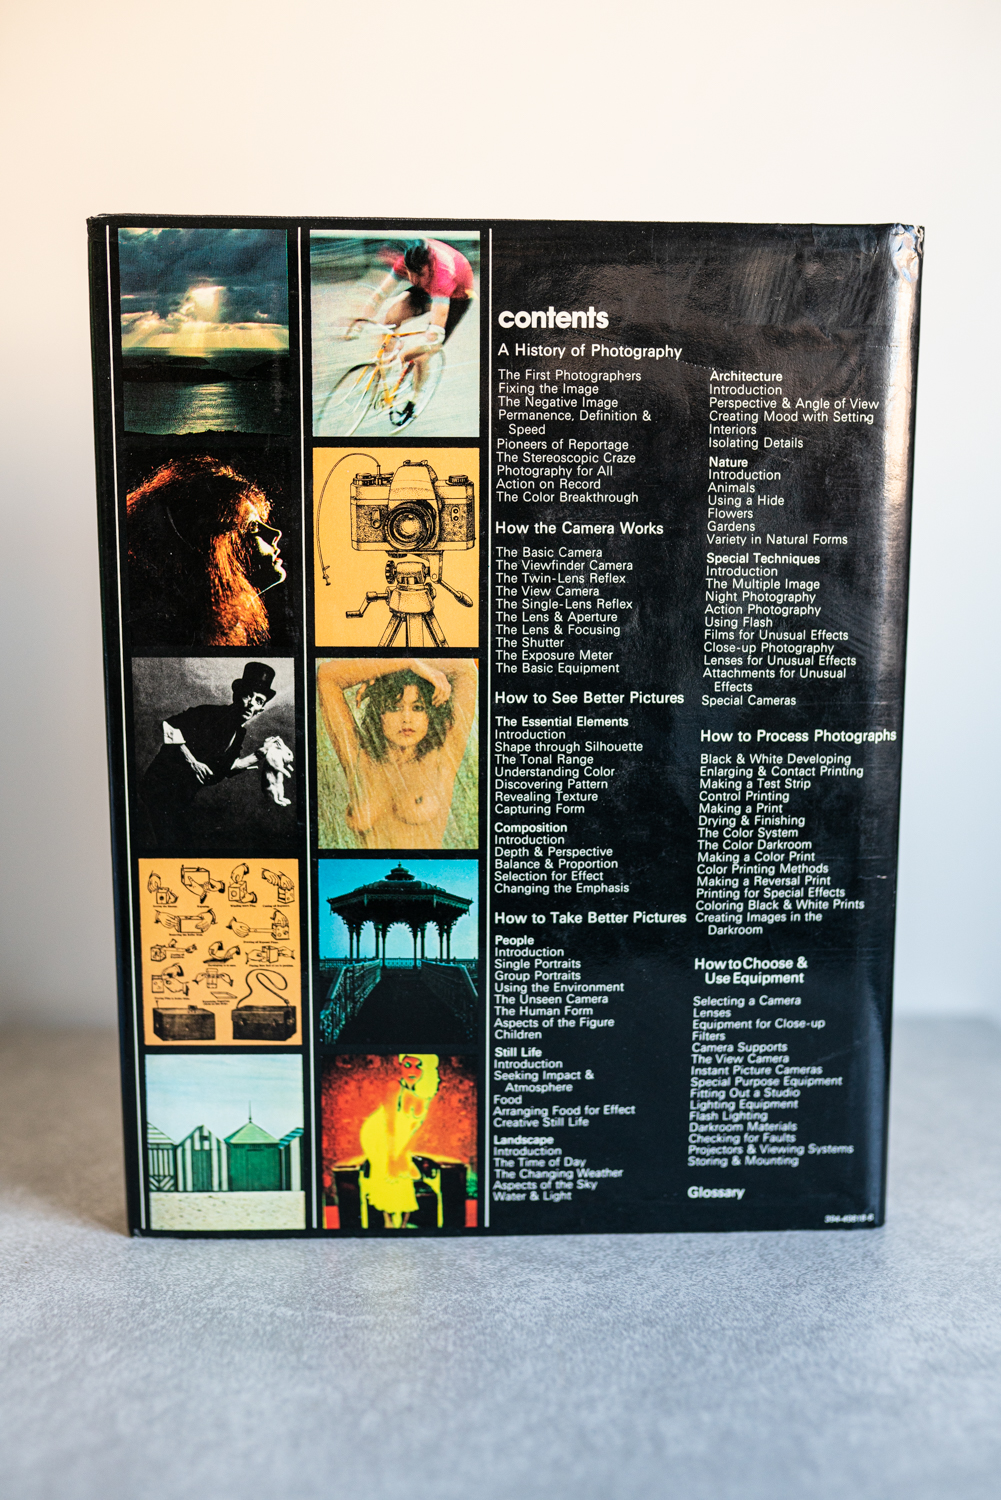 contents
A History of Photography
The First Photographers
Fixing the Image
The Negative Image
Permanence, Definition &
Speed
Pioneers of Reportage
The Stereoscopic Craze
Photography for All
Action on Record
The Color Breakthrough
How the Camera Works
The Basic Camera
The Viewfinder Camera
The Twin-Lens Reflex
The View Camera
The Single-Lens Reflex
The Lens & Aperture
The Lens & Focusing
The Shutter
The Exposure Meter
The Basic Equipment
How to See Better Pictures
The Essential Elements
Introduction
Shape through Silhouette
The Tonal Range
Understanding Color
Discovering Pattern
Revealing Texture
Capturing Form
Composition
Introduction
Depth & Perspective
Balance & Proportion
Selection for Effect
Changing the Emphasis
How to Take Better Pictures
People
Introduction
Single Portraits
Group Portraits
Using the Environment
The Unseen Camera
The Human Form
Aspects of the Figure
Children
Still Life
Introduction
Seeking Impact &
Atmosphere
Food
Arranging Food for Effect
Creative Still Life
Landscape
Introduction
The Time of Day
The Changing Weather
Aspects of the Sky
Water & Light
Architecture
Introduction
Perspective & Angle of View
Creating Mood with Setting
Interiors
Isolating Details
Nature
Introduction
Animals
Using a Hide
Flowers
Gardens
Variety in Natural Forms
Special Techniques
Introduction
The Multiple Image
Night Photography
Action Photography
Using Flash
Films for Unusual Effects
Close-up Photography
Lenses for Unusual Effects
Attachments for Unusual
Effects
Special Cameras
How to Process Photographs
Black & White Developing
Enlarging & Contact Printing
Making a Test Strip
Control Printing
Making a Print
Drying & Finishing
The Color System
The Color Darkroom
Making a Color Print
Color Printing Methods
Making a Reversal Print
Printing for Special Effects
Coloring Black & White Prints
Creating Images in the
Darkroom
How to Choose &
Use Equipment
Selecting a Camera
Lenses
Equipment for Close-up
Filters
Camera Supports
The View Camera
Instant Picture Cameras
Special Purpose Equipment
Fitting Out a Studio
Lighting Equipment
Flash Lighting
Darkroom Materials
Checking for Faults
Projectors & Viewing Systems
Storing & Mounting
Glossary